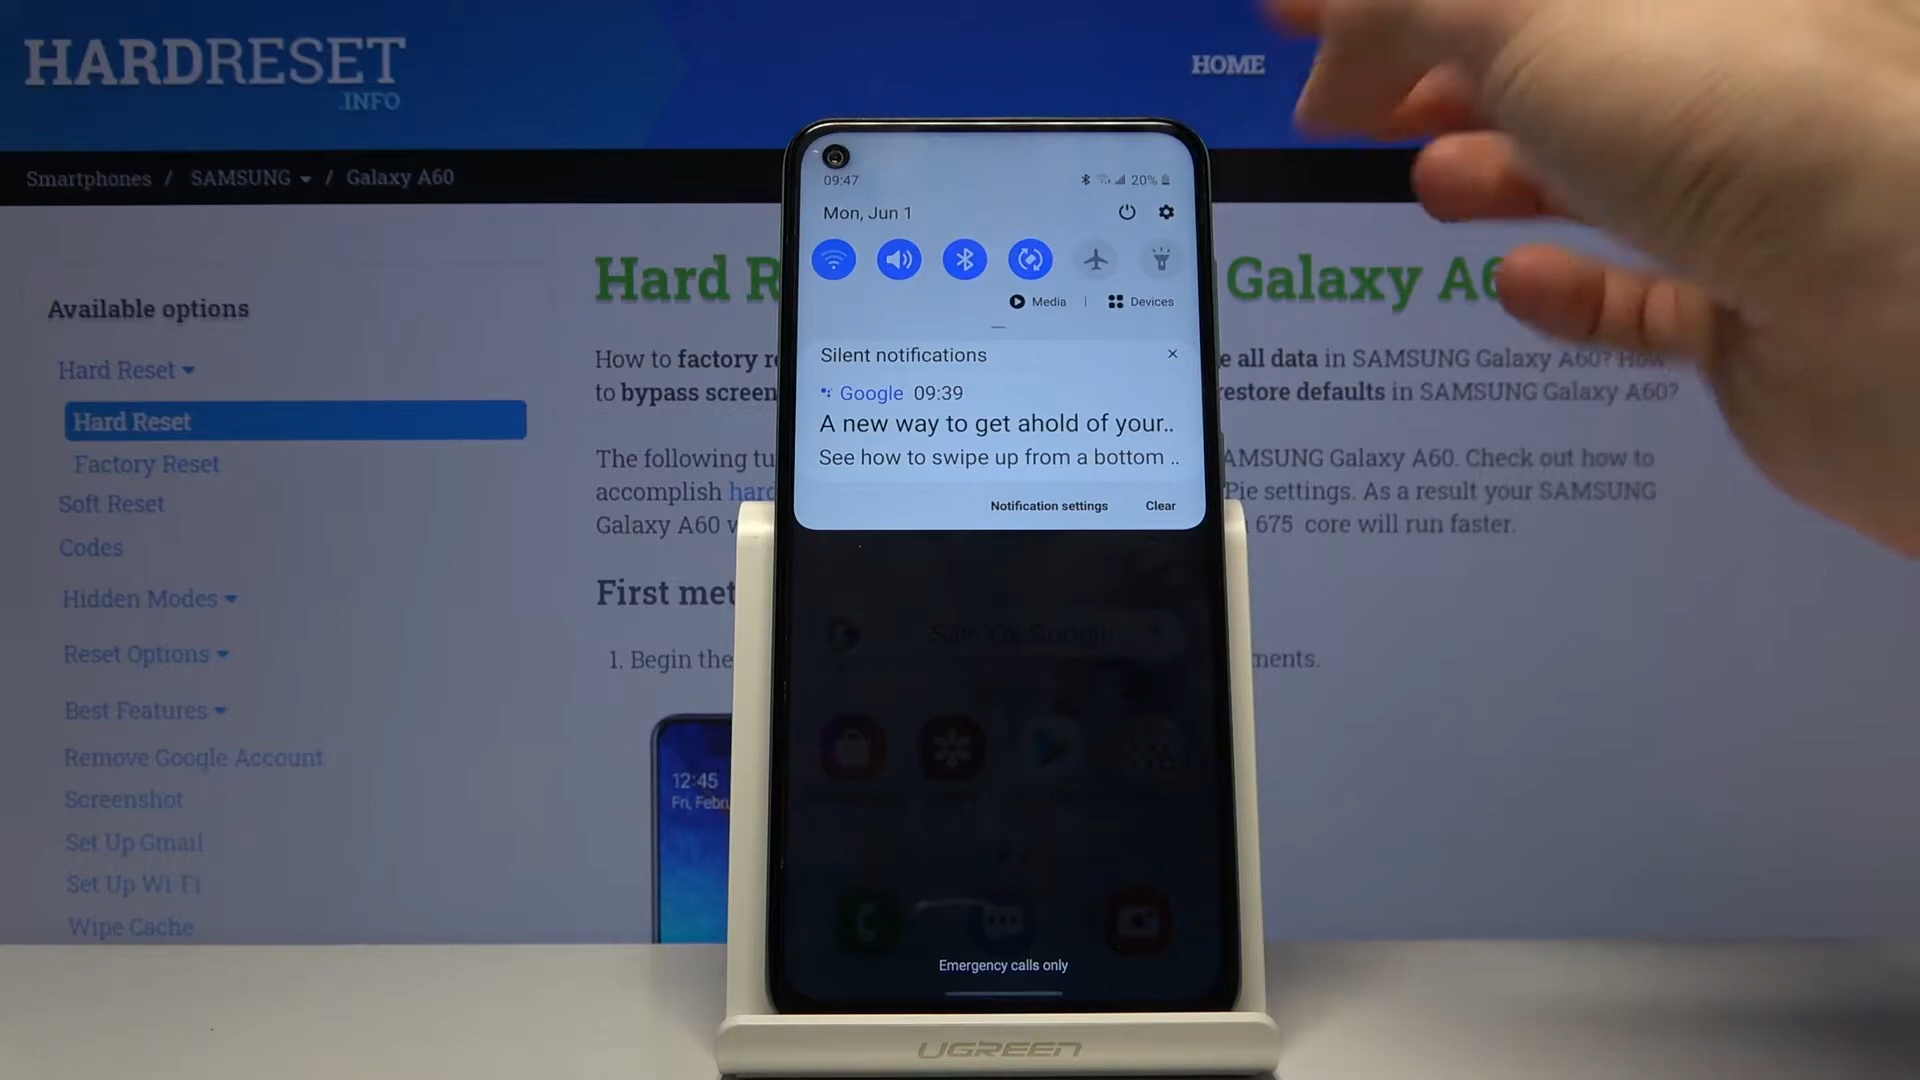 HARDRESET
.INFO
HOME
Smartphones / SAMSUNG / Galaxy A60
Available options
Hard Reset
Hard Reset
Factory Reset
Soft Reset
Codes
Hidden Modes
Reset Options
Best Features
Remove Google Account
Screenshot
Set Up Gmail
Set Up Wi-Fi
Wipe Cache
Hard R
Galaxy A6
How to factory re
e all data in SAMSUNG Galaxy A60? How
to bypass screen
restore defaults in SAMSUNG Galaxy A60?
The following tu
AMSUNG Galaxy A60. Check out how to
accomplish hard
Pie settings. As a result your SAMSUNG
Galaxy A60 w
675 core will run faster.
First met
1. Begin the
ments.
12:45
Fri, Febru
09:47
20%
Mon, Jun 1
Media | Devices
Silent notifications
Google 09:39
A new way to get ahold of your..
See how to swipe up from a bottom ..
Notification settings Clear
Say "Ok Google"
Emergency calls only
UGREEN